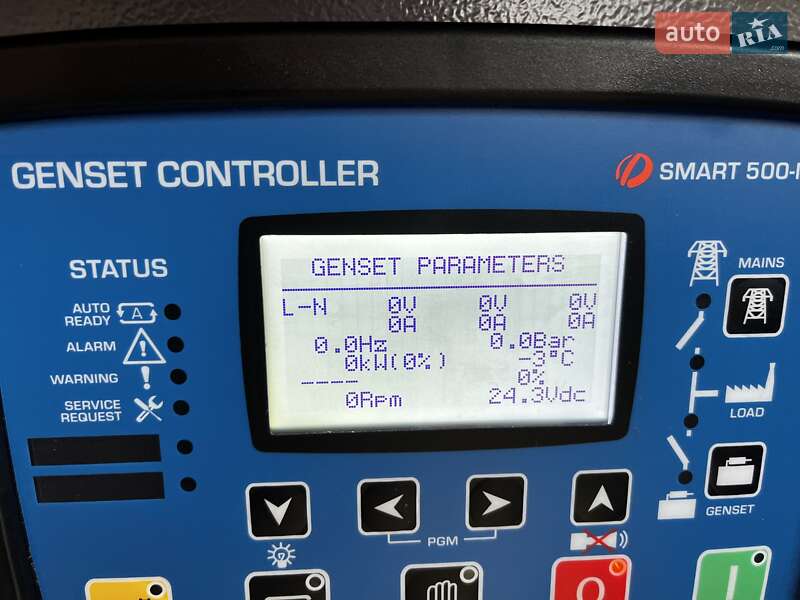 auto RIA.com
GENSET CONTROLLER
SMART 500-
STATUS
AUTO
READY
A
ALARM
WARNING
SERVICE
REQUEST
GENSET PARAMETERS
L-N 0V 0V 0V
0A 0A 0A
0.0Hz 0.0Bar
0kW(0%) -3°C
---- 0%
0Rpm 24.3Vdc
MAINS
LOAD
GENSET
PGM